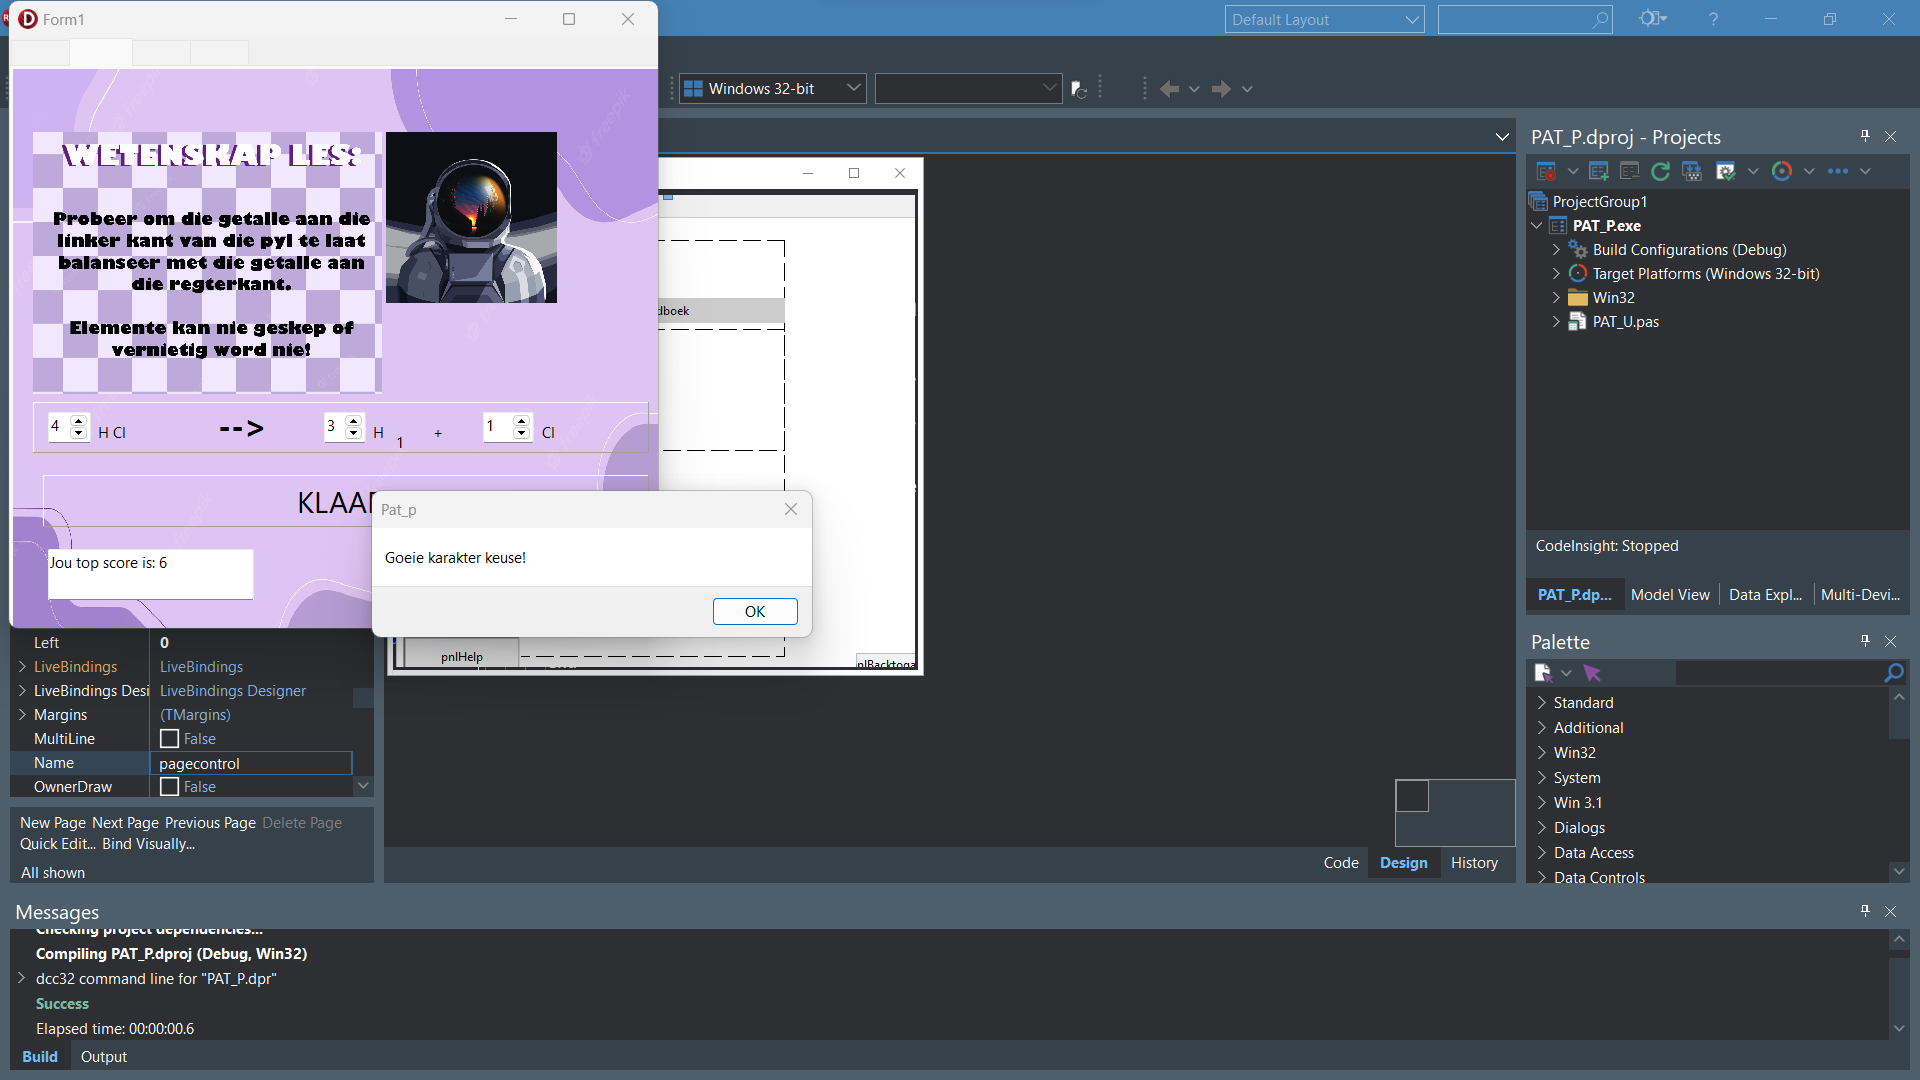 Form1
Default Layout
?
Windows 32-bit
WETENSKAP LES:
Probeer om die getalle aan die
linker kant van die pyl te laat
balanseer met die getalle aan
die regterkant.
Elemente kan nie geskep of
vernietig word nie!
4 H Cl --> 3 H 1 + 1 Cl
Jou top score is: 6
Pat_p
Goeie karakter keuse!
OK
dboek
pnlHelp
Left 0
LiveBindings LiveBindings
LiveBindings Desi LiveBindings Designer
Margins (TMargins)
MultiLine False
Name pagecontrol
OwnerDraw False
New Page Next Page Previous Page Delete Page
Quick Edit... Bind Visually...
All shown
Code Design History
PAT_P.dproj - Projects
ProjectGroup1
PAT_P.exe
Build Configurations (Debug)
Target Platforms (Windows 32-bit)
Win32
PAT_U.pas
CodeInsight: Stopped
PAT_P.dp... Model View Data Expl... Multi-Devi...
Palette
Standard
Additional
Win32
System
Win 3.1
Dialogs
Data Access
Data Controls
Messages
Checking project dependencies...
Compiling PAT_P.dproj (Debug, Win32)
dcc32 command line for "PAT_P.dpr"
Success
Elapsed time: 00:00:00.6
Build Output